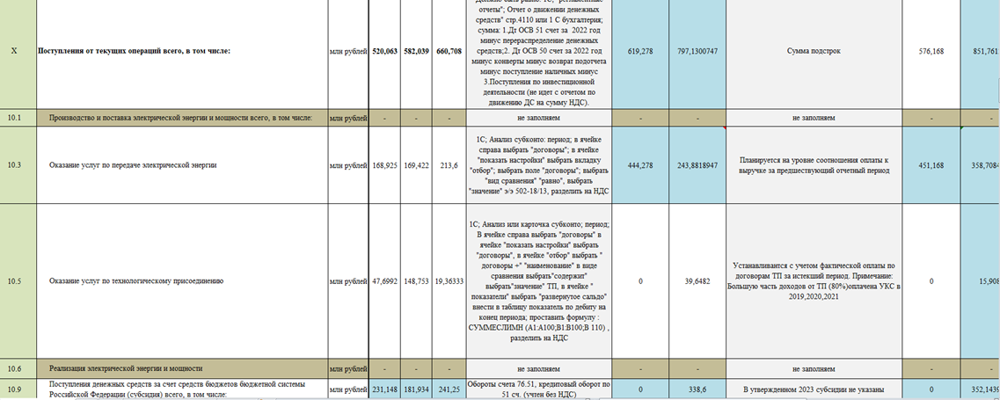 Должно быть равно: 1С; "регламентные
отчеты"; Отчет о движении денежных
средств" стр.4110 или 1 С бухгалтерия;
сумма: 1.Дт ОСВ 51 счет за 2022 год
минус перераспределение денежных
средств;2. Дт ОСВ 50 счет за 2022 год
минус конверты минус возврат подотчета
минус поступление наличных минус
3.Поступления по инвестиционной
деятельности (не идет с отчетом по
движению ДС на сумму НДС).
X Поступления от текущих операций всего, в том числе: млн рублей 520,063 582,039 660,708 619,278 797,1300747 Сумма подстрок 576,168 851,761
10.1 Производство и поставка электрической энергии и мощности всего, в том числе: млн рублей - - - не заполняем - - не заполняем - -
10.3 Оказание услуг по передаче электрической энергии млн рублей 168,925 169,422 213,6
1С; Анализ субконто: период; в ячейке
справа выбрать "договоры"; в ячейке
"показать настройки" выбрать вкладку
"отбор"; выбрать поле "договоры"; выбрать
"вид сравнения" "равно", выбрать
"значение" э/э 502-18/13, разделить на НДС
444,278 243,8818947
Планируется на уровне соотношения оплаты к
выручке за предшествующий отчетный период
451,168 358,7084
10.5 Оказание услуг по технологическому присоединению млн рублей 47,6992 148,753 19,36333
1С; Анализ или карточка субконто; период;
В ячейке справа выбрать "договоры" в
ячейке "показать настройки" выбрать
"договоры", в ячейке "отбор" выбрать "
договоры +" "наименование" в виде
сравнения выбрать"содержит"
выбрать"значение" ТП, в ячейке "
показатели" выбрать "развернутое сальдо"
внести в таблицу показатель по дебиту на
конец периода; проставить формулу :
СУММЕСЛИМН (А1:А100;В1:В100;В 110) ,
разделить на НДС
0 39,6482
Устанавливантся с учетом фактической оплаты по
договорам ТП за истекший период. Примечание:
Большую часть доходов от ТП (80%)оплачена УКС в
2019,2020,2021
0 15,908
10.6 Реализация электрической энергии и мощности млн рублей - - - не заполняем - - не заполняем - -
10.9 Поступления денежных средств за счет средств бюджетов бюджетной системы
Российской Федерации (субсидия) всего, в том числе:
млн рублей 231,148 181,934 241,25
Обороты счета 76.51, кредитовый оборот по
51 сч. (учтен без НДС)
0 338,6 В утвержденном 2023 субсидии не указаны 0 352,1439